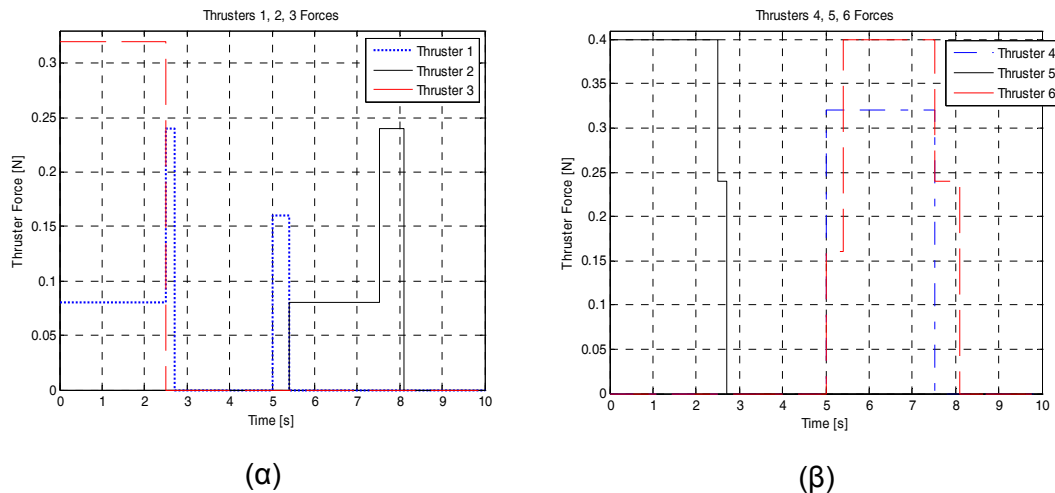 Thrusters 1, 2, 3 Forces
Thruster Force [N]
0.3
0.25
0.2
0.15
0.1
0.05
0
0 1 2 3 4 5 6 7 8 9 10
Time [s]
Thruster 1
Thruster 2
Thruster 3
(α)
Thrusters 4, 5, 6 Forces
Thruster Force [N]
0.4
0.35
0.3
0.25
0.2
0.15
0.1
0.05
0
0 1 2 3 4 5 6 7 8 9 10
Time [s]
Thruster 4
Thruster 5
Thruster 6
(β)